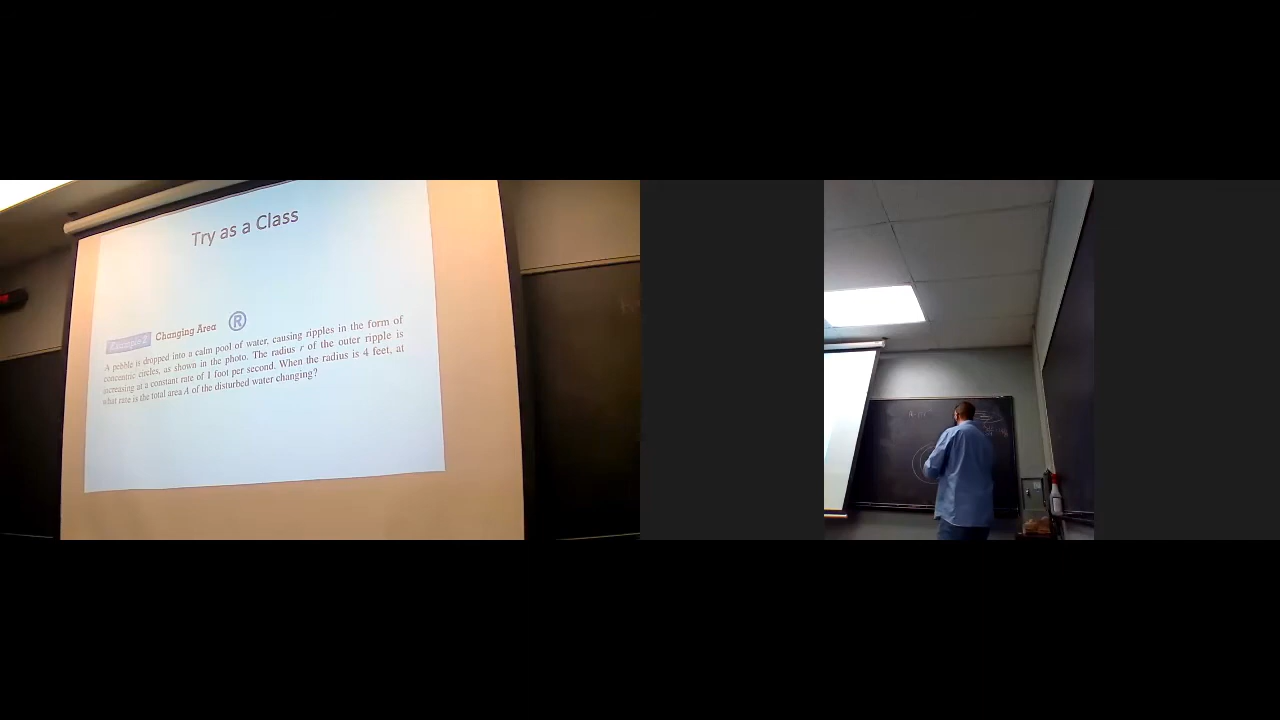 Try as a Class
Example 2 Changing Area ®
A pebble is dropped into a calm pool of water, causing ripples in the form of
concentric circles, as shown in the photo. The radius r of the outer ripple is
increasing at a constant rate of 1 foot per second. When the radius is 4 feet, at
what rate is the total area A of the disturbed water changing?